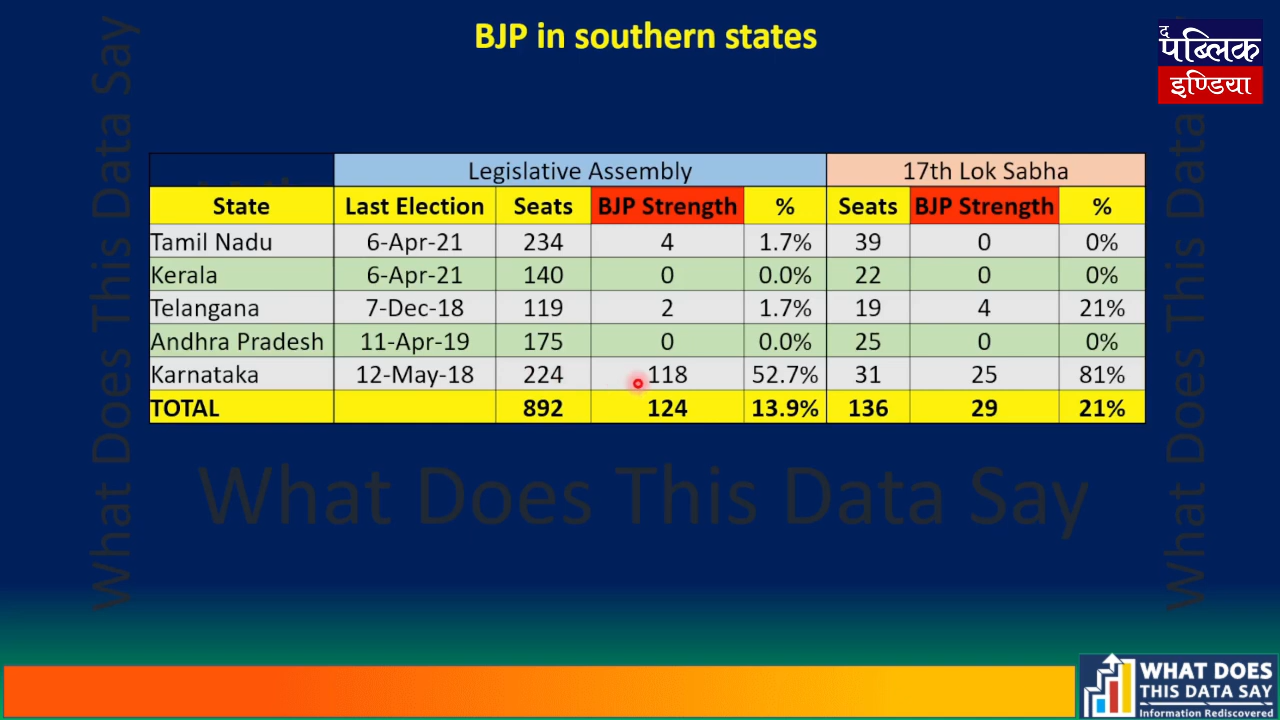 BJP in southern states
द
पब्लिक
इण्डिया
Legislative Assembly 17th Lok Sabha
State Last Election Seats BJP Strength % Seats BJP Strength %
Tamil Nadu 6-Apr-21 234 4 1.7% 39 0 0%
Kerala 6-Apr-21 140 0 0.0% 22 0 0%
Telangana 7-Dec-18 119 2 1.7% 19 4 21%
Andhra Pradesh 11-Apr-19 175 0 0.0% 25 0 0%
Karnataka 12-May-18 224 118 52.7% 31 25 81%
TOTAL 892 124 13.9% 136 29 21%
What Does This Data Say
What Does This Data Say
What Does This Data Say
WHAT DOES
THIS DATA SAY
Information Rediscovered